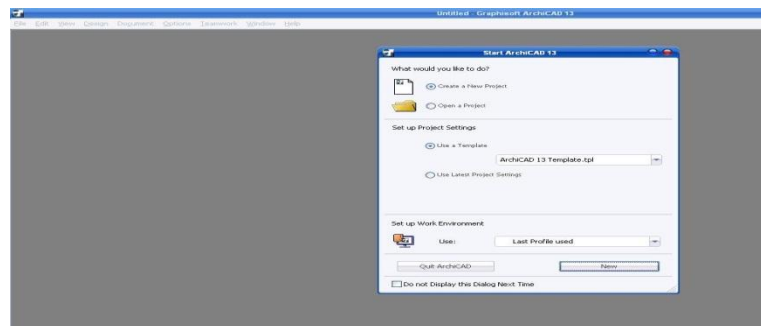 Untitled - Graphisoft ArchiCAD 13
File Edit View Design Document Options Teamwork Window Help
Start ArchiCAD 13
What would you like to do?
Create a New Project
Open a Project
Set up Project Settings
Use a Template
ArchiCAD 13 Template.tpl
Use Latest Project Settings
Set up Work Environment
Use: Last Profile used
Quit ArchiCAD New
Do not Display this Dialog Next Time